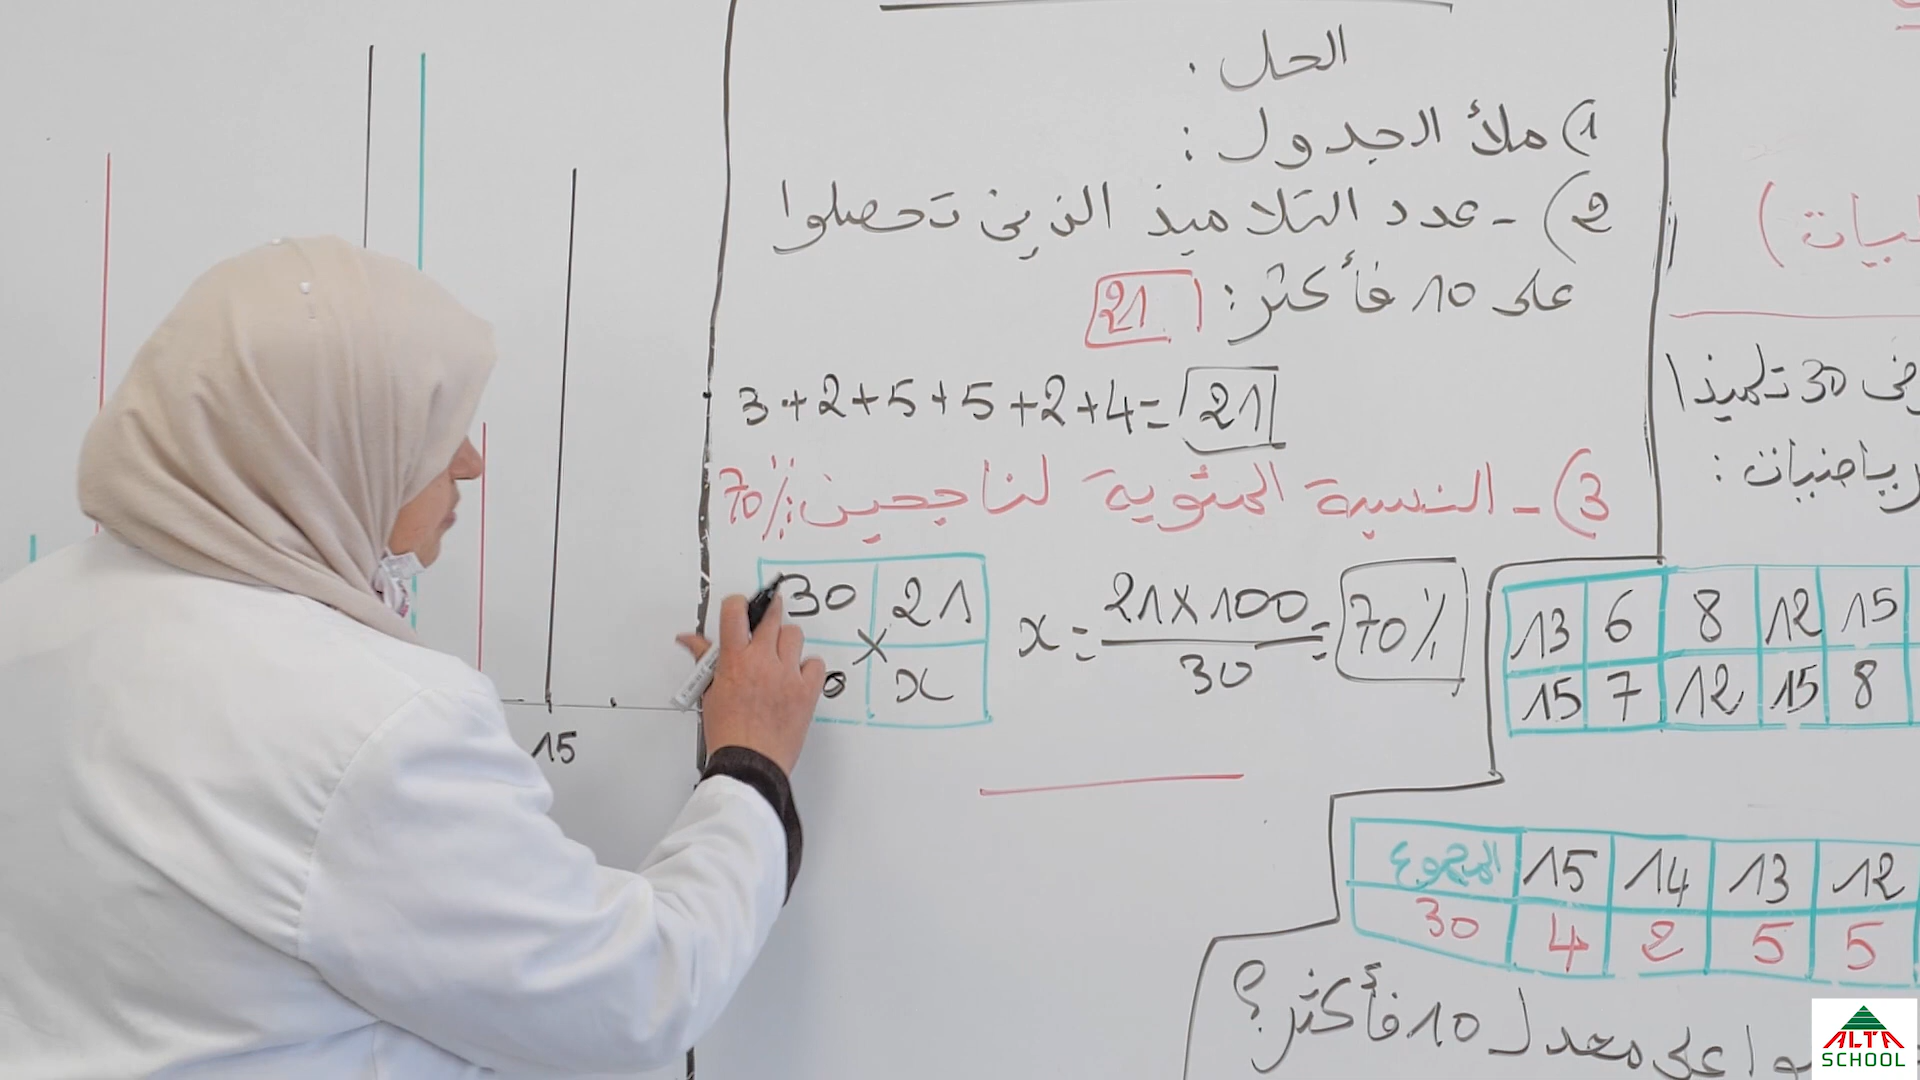 الحل :
1) ملأ الجدول :
2) - عدد التلاميذ الذين تحصلوا
على 10 فأكثر : 21
3+2+5+5+2+4= 21
3) - النسبة المئوية لناجحين : 70%
30 21
x
x = 21×100 / 30 = 70%
15
30 تلميذا
13 6 8 12 15
15 7 12 15 8
المجموع 15 14 13 12
30 4 2 5 5
على معدل 10 فأكثر ؟
ALTA
SCHOOL